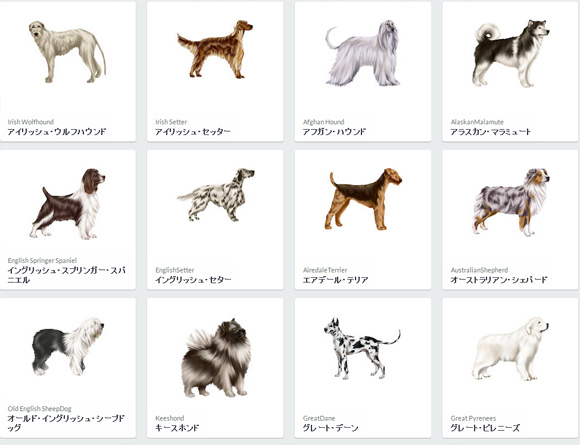 Irish Wolfhound
アイリッシュ・ウルフハウンド
Irish Setter
アイリッシュ・セッター
Afghan Hound
アフガン・ハウンド
AlaskanMalamute
アラスカン・マラミュート
English Springer Spaniel
イングリッシュ・スプリンガー・スパ
ニエル
EnglishSetter
イングリッシュ・セター
AiredaleTerrier
エアデール・テリア
AustralianShepherd
オーストラリアン・シェパード
Old English SheepDog
オールド・イングリッシュ・シープド
ッグ
Keeshond
キースホンド
GreatDane
グレート・デーン
Great Pyrenees
グレート・ピレニーズ